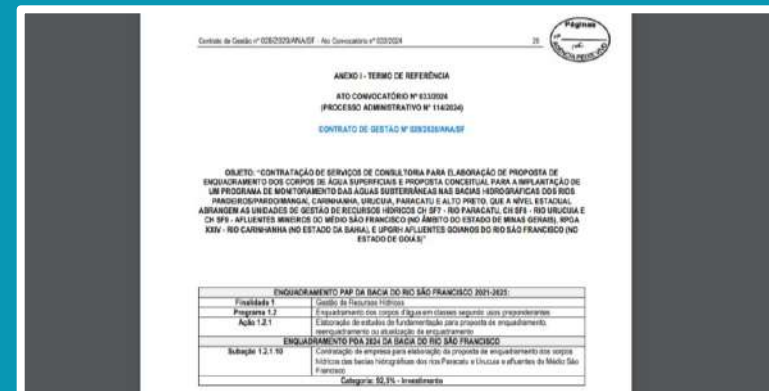 Contrato de Gestão nº 028/2020/ANA/SF - Ato Convocatório nº 033/2024
26
Páginas
Nº
AGÊNCIA PEIXE VIVO
ANEXO I - TERMO DE REFERÊNCIA
ATO CONVOCATÓRIO Nº 033/2024
(PROCESSO ADMINISTRATIVO Nº 114/2024)
CONTRATO DE GESTÃO Nº 028/2020/ANA/SF
OBJETO: “CONTRATAÇÃO DE SERVIÇOS DE CONSULTORIA PARA ELABORAÇÃO DE PROPOSTA DE
ENQUADRAMENTO DOS CORPOS DE ÁGUA SUPERFICIAIS E PROPOSTA CONCEITUAL PARA A IMPLANTAÇÃO DE
UM PROGRAMA DE MONITORAMENTO DAS ÁGUAS SUBTERRÂNEAS NAS BACIAS HIDROGRÁFICAS DOS RIOS
PANDEIROS/PARDO/MANGAÍ, CARINHANHA, URUCUIA, PARACATU E ALTO PRETO, QUE A NÍVEL ESTADUAL
ABRANGEM AS UNIDADES DE GESTÃO DE RECURSOS HÍDRICOS CH SF7 - RIO PARACATU, CH SF8 - RIO URUCUIA E
CH SF9 - AFLUENTES MINEIROS DO MÉDIO SÃO FRANCISCO (NO ÂMBITO DO ESTADO DE MINAS GERAIS), RPGA
XXIV - RIO CARINHANHA (NO ESTADO DA BAHIA), E UPGRH AFLUENTES GOIANOS DO RIO SÃO FRANCISCO (NO
ESTADO DE GOIÁS)”
ENQUADRAMENTO PAP DA BACIA DO RIO SÃO FRANCISCO 2021-2025:
Finalidade 1 Gestão de Recursos Hídricos
Programa 1.2 Enquadramento dos corpos d'água em classes segundo usos preponderantes
Ação 1.2.1 Elaboração de estudos de fundamentação para proposta de enquadramento,
reenquadramento ou atualização de enquadramento
ENQUADRAMENTO POA 2024 DA BACIA DO RIO SÃO FRANCISCO
Subação 1.2.1.10 Contratação de empresa para elaboração da proposta de enquadramento dos corpos
hídricos das bacias hidrográficas dos rios Paracatu e Urucuia e afluentes do Médio São
Francisco
Categoria: 92,5% - Investimento